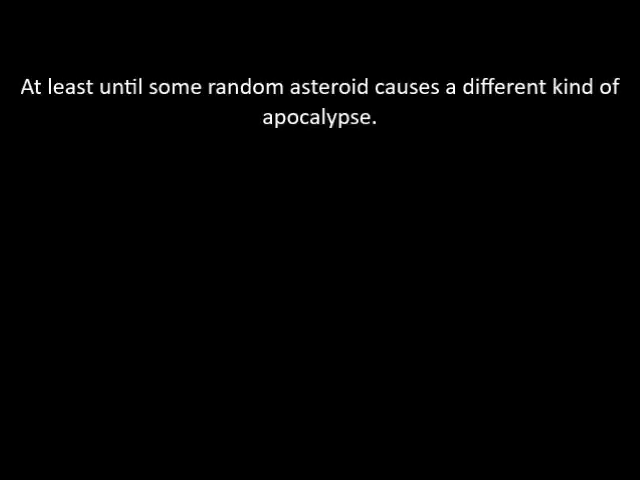 At least until some random asteroid causes a different kind of
apocalypse.